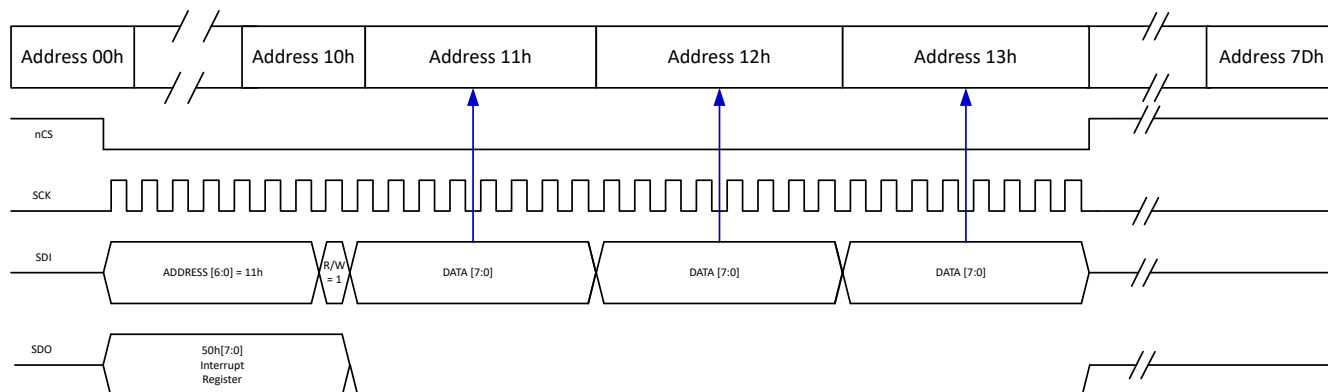 Address 00h
Address 10h
Address 11h
Address 12h
Address 13h
Address 7Dh
nCS
SCK
SDI
ADDRESS [6:0] = 11h
R/W
= 1
DATA [7:0]
DATA [7:0]
DATA [7:0]
SDO
50h[7:0]
Interrupt
Register